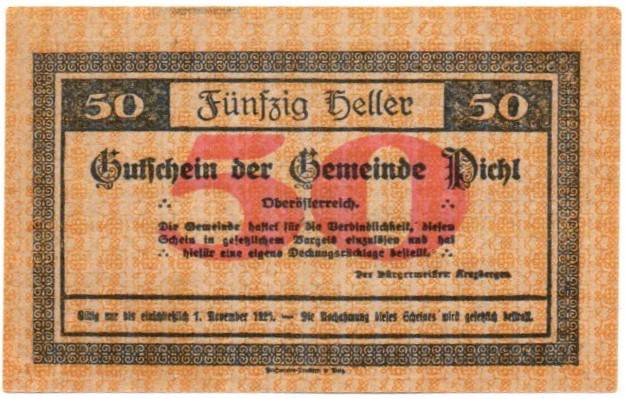 50 Fünfzig Heller 50
Gutschein der Gemeinde Pichl
Oberösterreich.
Die Gemeinde haftet für die Verbindlichkeit, diesen
Schein in gesetzlichem Bargeld einzulösen und hat
hiefür eine eigene Deckungsrücklage bestellt.
Der Bürgermeister
Gültig nur bis einschließlich 1. November 192. — Die Nachahmung dieses Scheines wird gesetzlich bestraft.
50